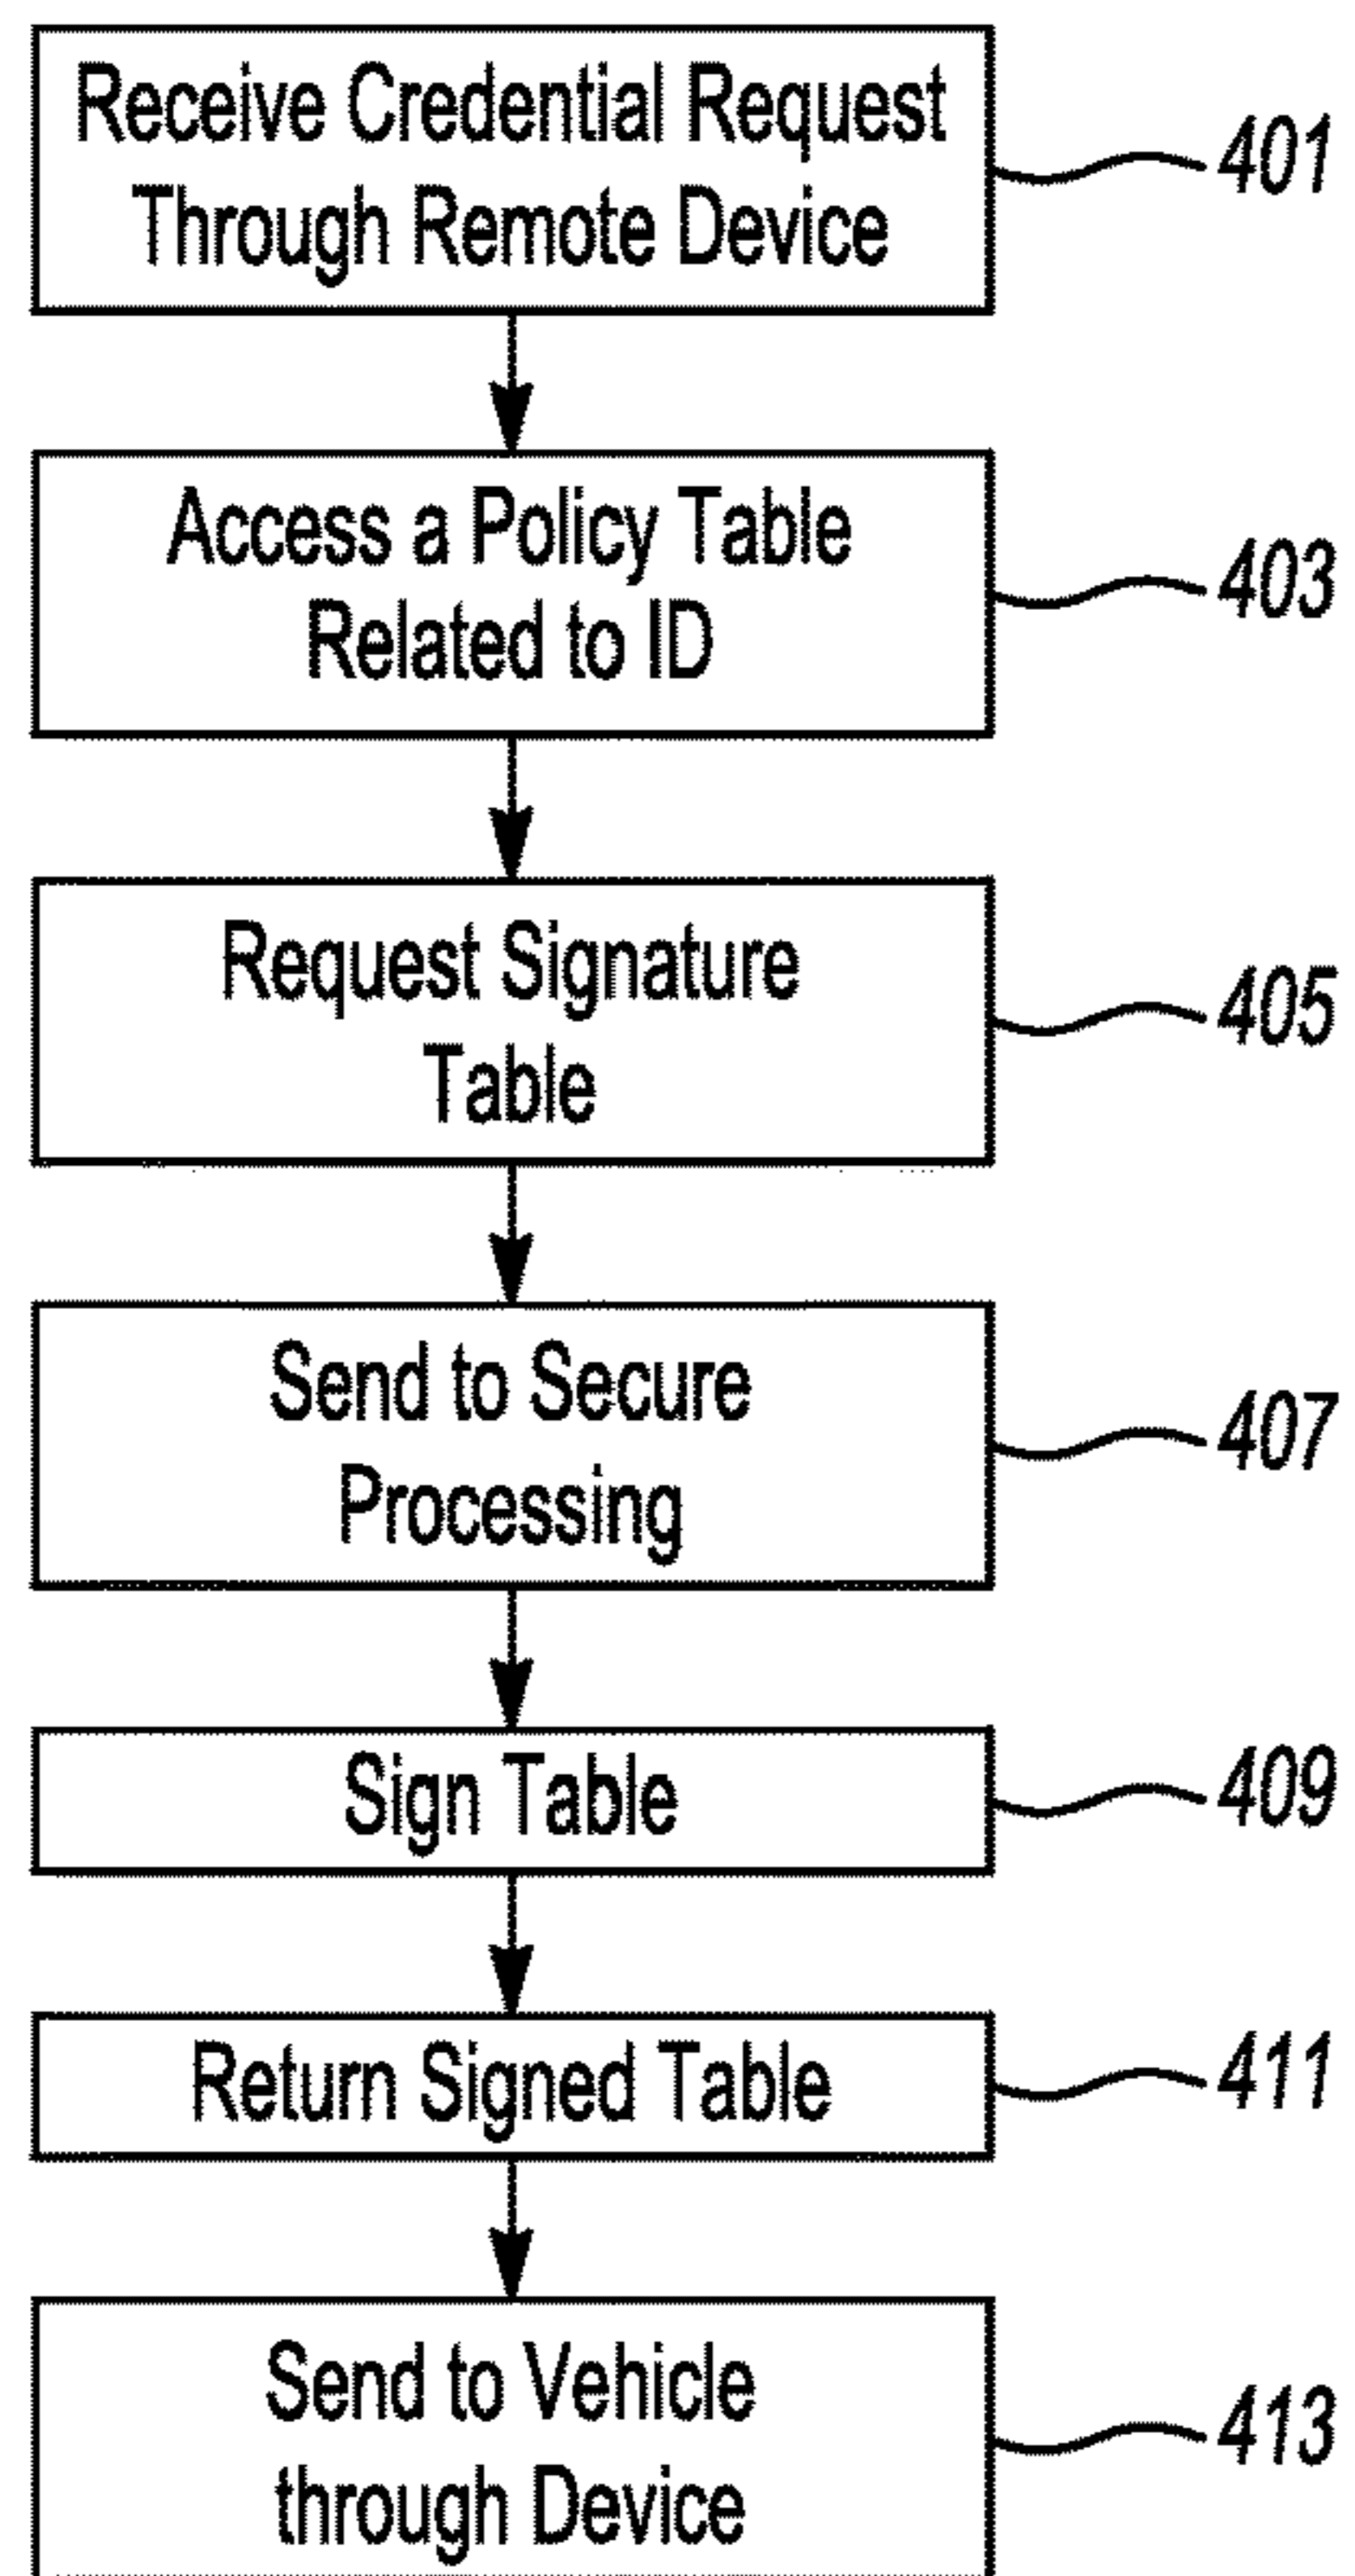 Receive Credential Request
Through Remote Device
401
Access a Policy Table
Related to ID
403
Request Signature
Table
405
Send to Secure
Processing
407
Sign Table
409
Return Signed Table
411
Send to Vehicle
through Device
413